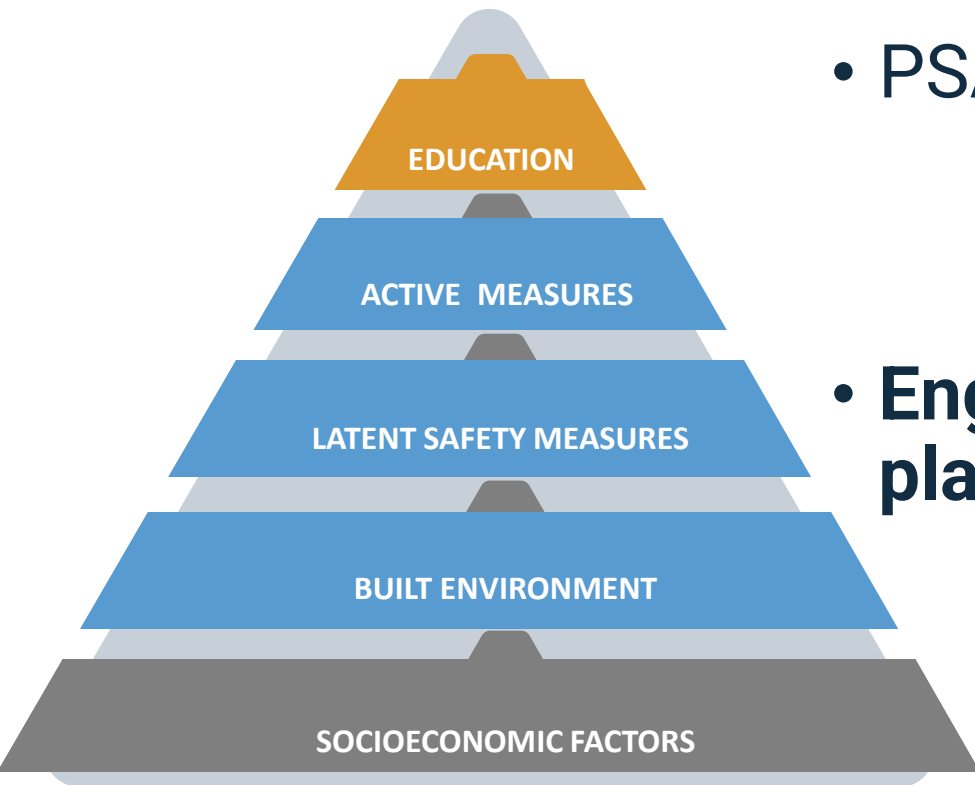 EDUCATION
ACTIVE MEASURES
LATENT SAFETY MEASURES
BUILT ENVIRONMENT
SOCIOECONOMIC FACTORS